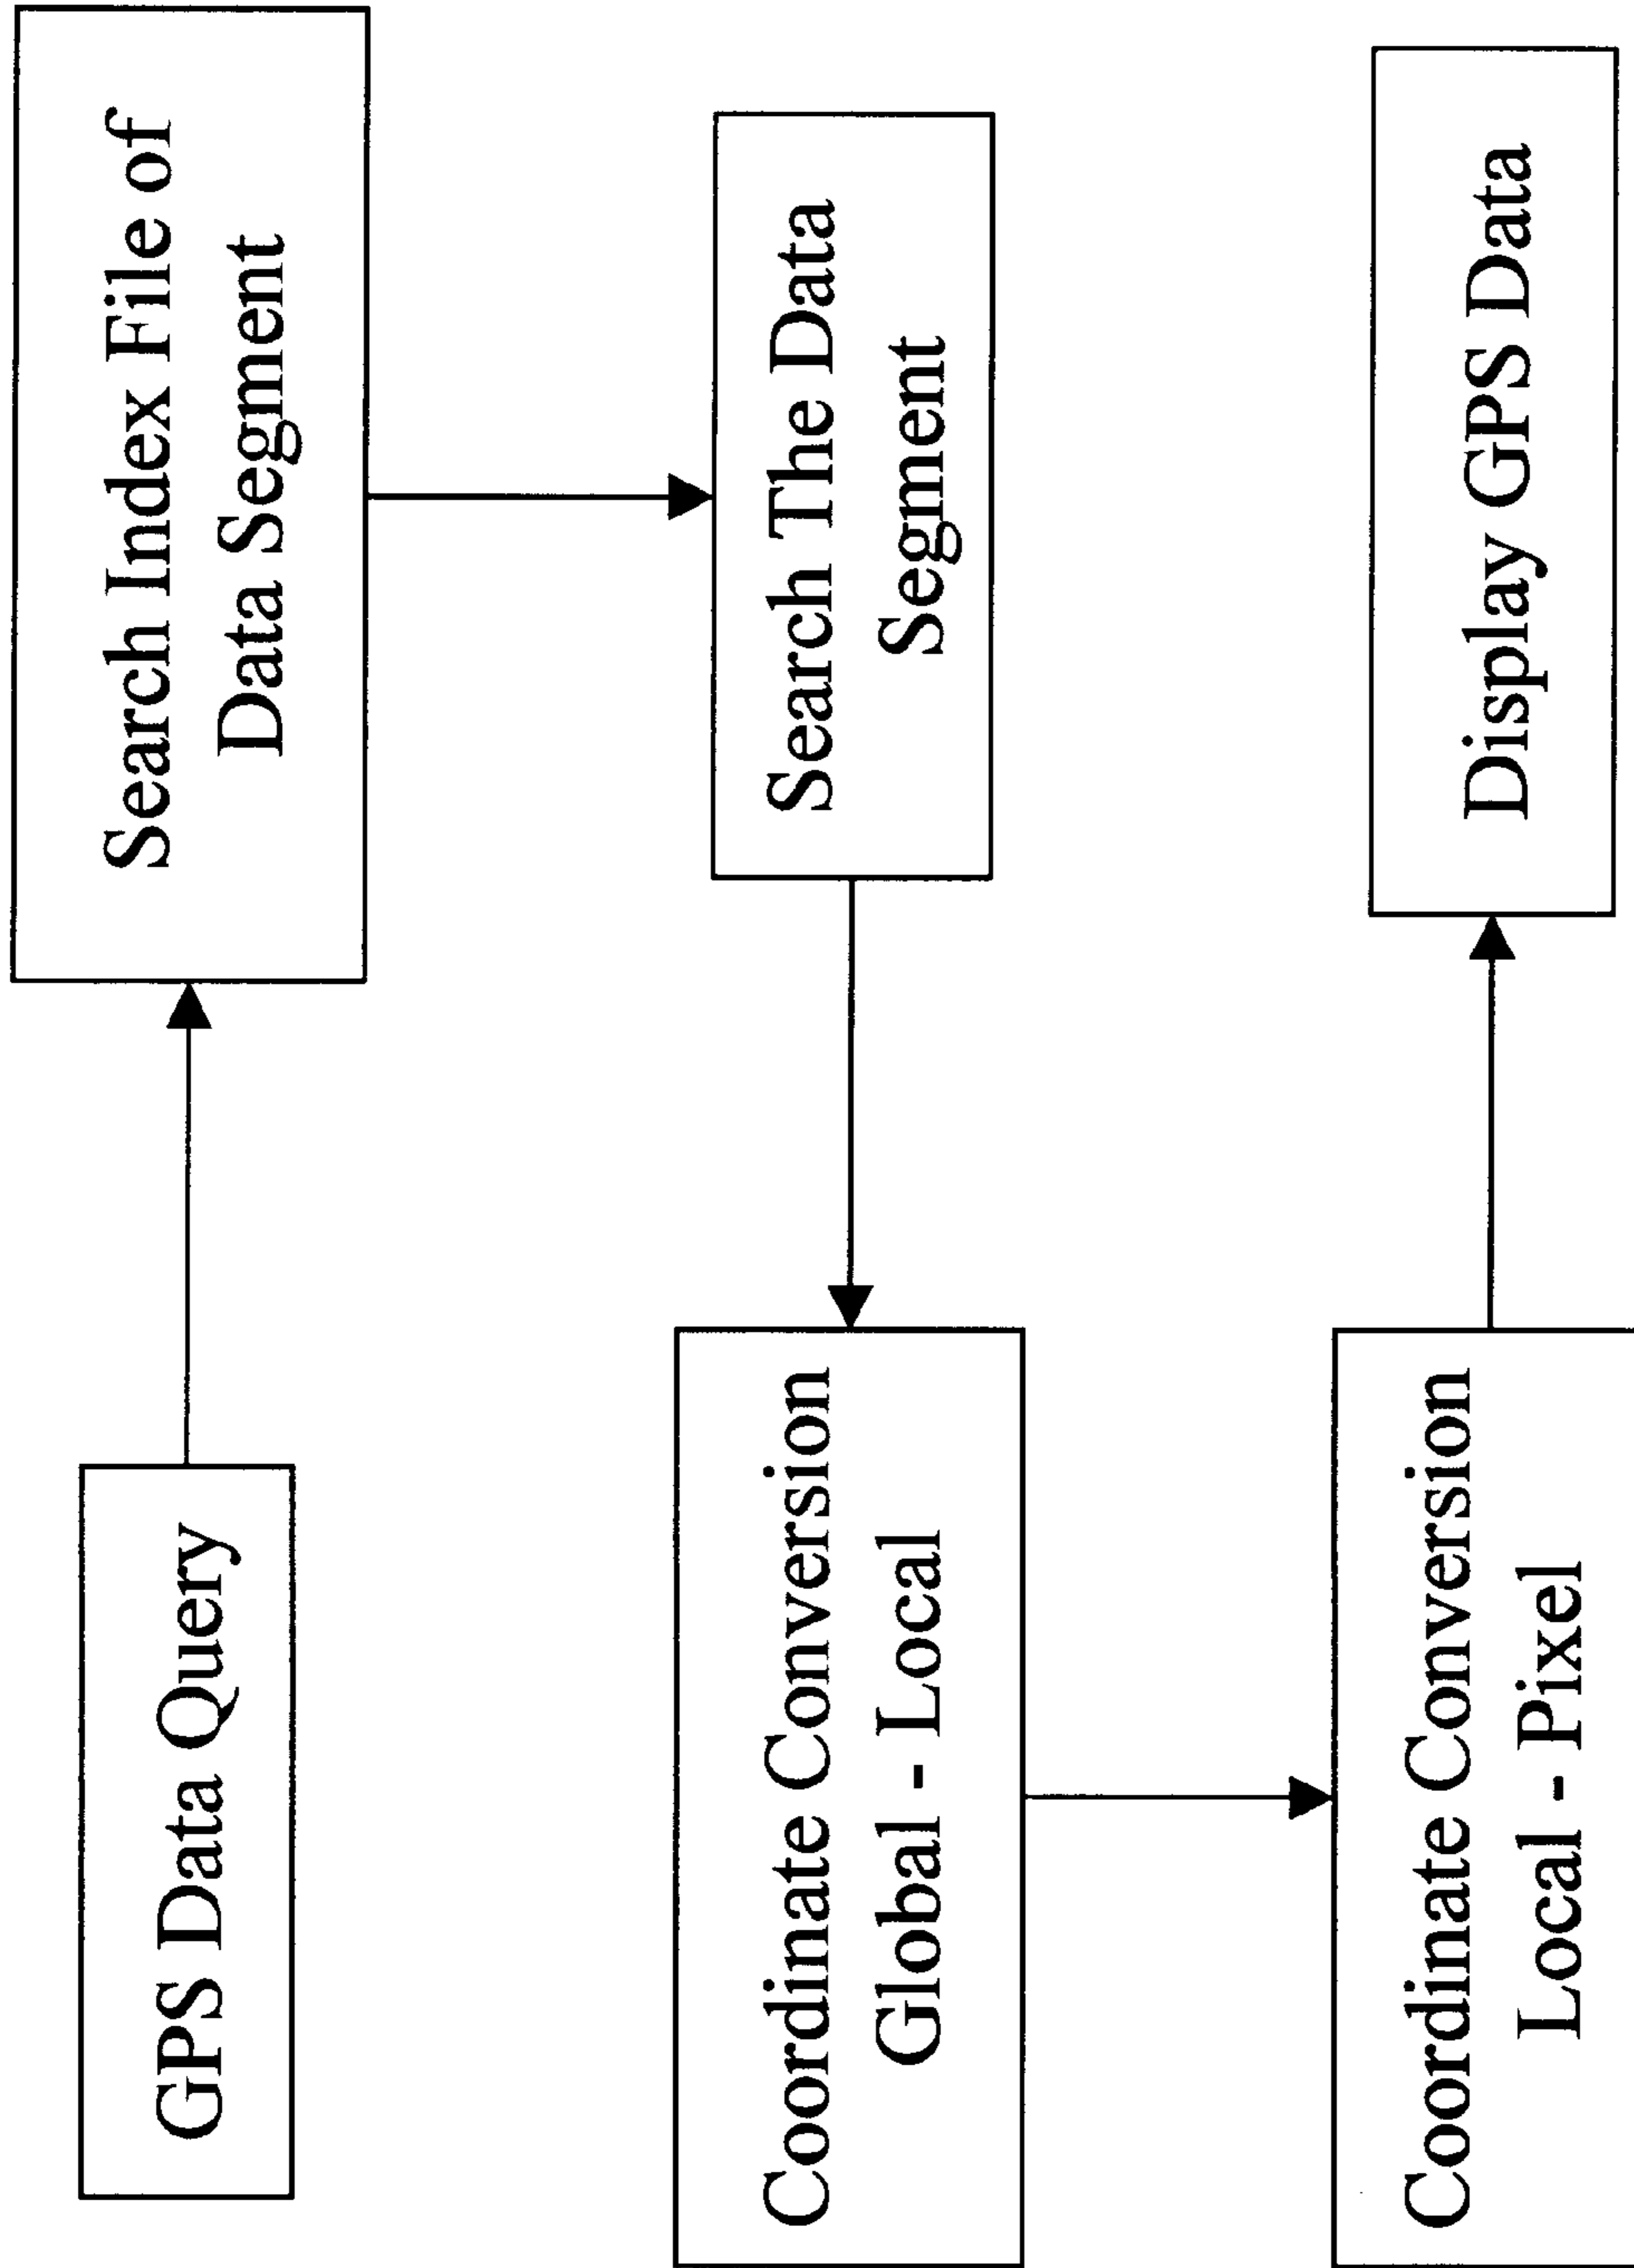 GPS Data Query
Search Index File of
Data Segment
Search The Data
Segment
Coordinate Conversion
Global - Local
Coordinate Conversion
Local - Pixel
Display GPS Data